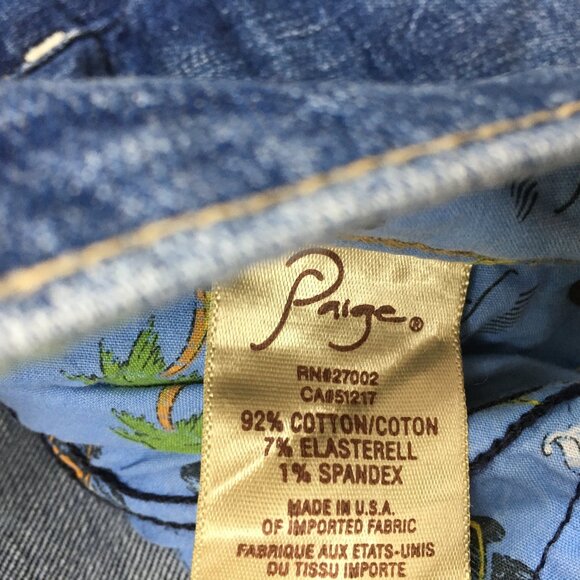 Paige®
RN#27002
CA#51217
92% COTTON/COTON
7% ELASTERELL
1% SPANDEX
MADE IN U.S.A.
OF IMPORTED FABRIC
FABRIQUE AUX ETATS-UNIS
DU TISSU IMPORTE